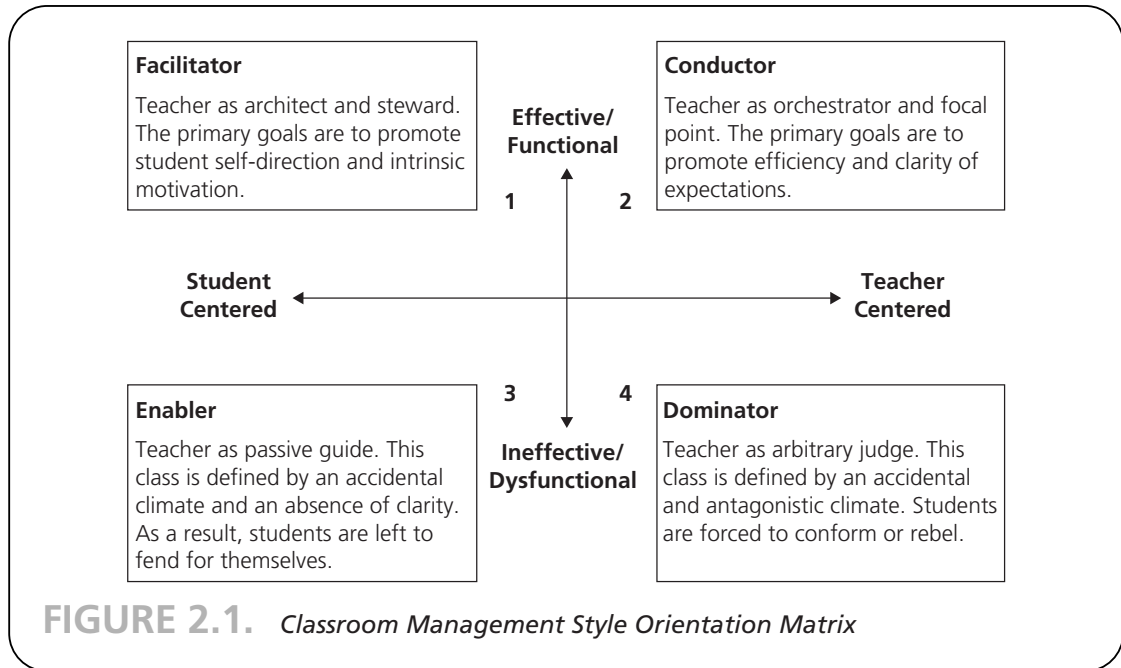 Facilitator
Teacher as architect and steward.
The primary goals are to promote
student self-direction and intrinsic
motivation.
Effective/
Functional
Conductor
Teacher as orchestrator and focal
point. The primary goals are to
promote efficiency and clarity of
expectations.
1
2
Student
Centered
Teacher
Centered
3
4
Enabler
Teacher as passive guide. This
class is defined by an accidental
climate and an absence of clarity.
As a result, students are left to
fend for themselves.
Ineffective/
Dysfunctional
Dominator
Teacher as arbitrary judge. This
class is defined by an accidental
and antagonistic climate. Students
are forced to conform or rebel.
FIGURE 2.1. Classroom Management Style Orientation Matrix